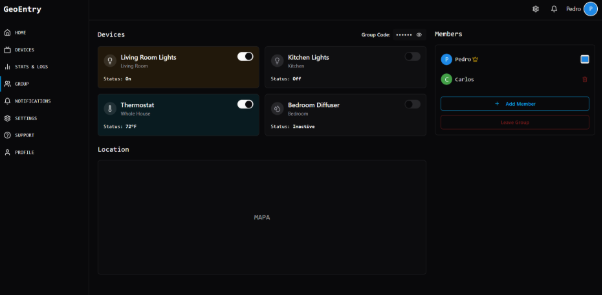 GeoEntry
Pedro P
HOME
DEVICES
STATS & LOGS
GROUP
NOTIFICATIONS
SETTINGS
SUPPORT
PROFILE
Devices
Group Code: ••••••
Living Room Lights
Living Room
Status: On
Kitchen Lights
Kitchen
Status: Off
Thermostat
Whole House
Status: 72°F
Bedroom Diffuser
Bedroom
Status: Inactive
Location
MAPA
Members
P Pedro
C Carlos
+ Add Member
Leave Group